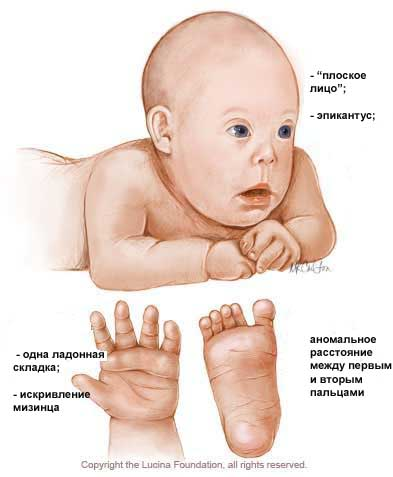 - “плоское
лицо”;
- эпикантус;
- одна ладонная
складка;
- искривление
мизинца
аномальное
расстояние
между первым
и вторым
пальцами
Copyright the Lucina Foundation, all rights reserved.